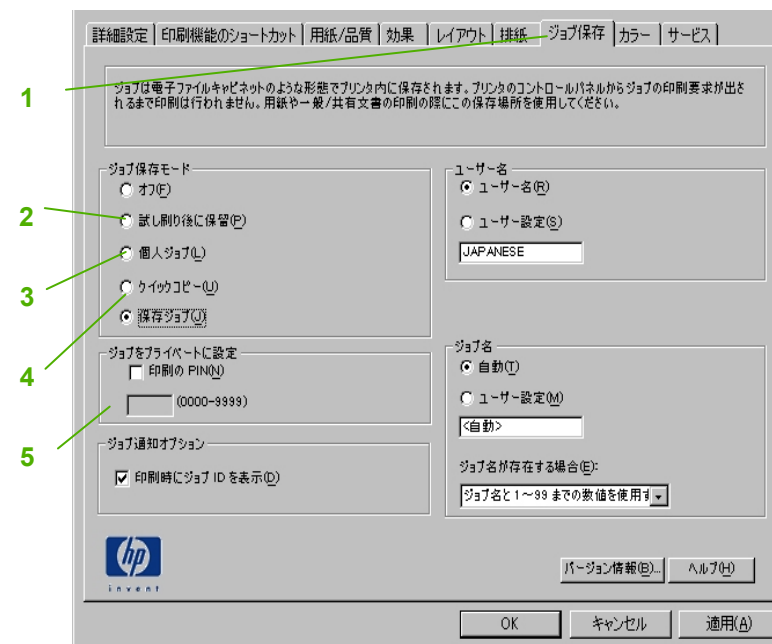 詳細設定 印刷機能のショートカット 用紙/品質 効果 レイアウト 排紙 ジョブ保存 カラー サービス
1
ジョブは電子ファイルキャビネットのような形態でプリンタ内に保存されます。プリンタのコントロールパネルからジョブの印刷要求が出さ
れるまで印刷は行われません。用紙や一般/共有文書の印刷の際にこの保存場所を使用してください。
ジョブ保存モード
オフ(F)
2
試し刷り後に保留(P)
3
個人ジョブ(L)
4
クイックコピー(U)
保存ジョブ(J)
ユーザー名
ユーザー名(R)
ユーザー設定(S)
JAPANESE
ジョブをプライベートに設定
印刷の PIN(N)
5
(0000-9999)
ジョブ名
自動(T)
ユーザー設定(M)
<自動>
ジョブ名が存在する場合(E):
ジョブ名と1～99 までの数値を使用す
ジョブ通知オプション
印刷時にジョブ ID を表示(D)
hp
invent
バージョン情報(B)... ヘルプ(H)
OK キャンセル 適用(A)